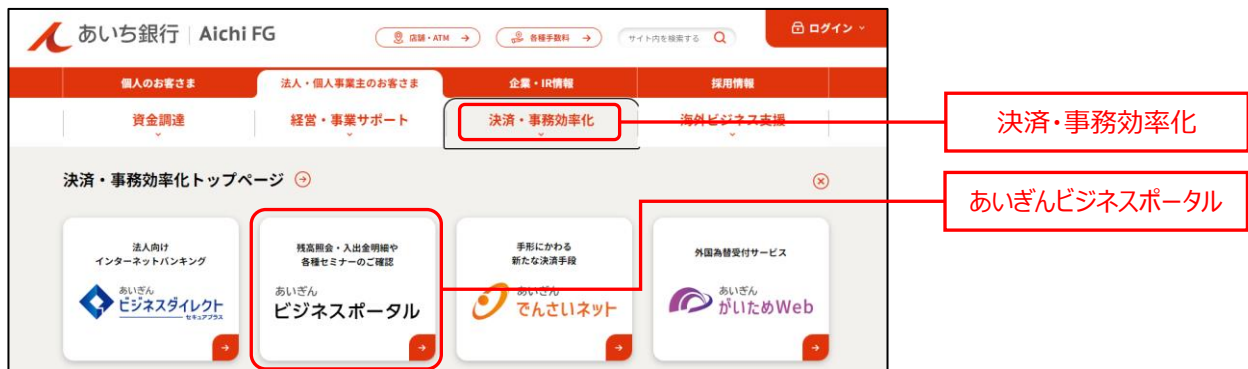 あいち銀行 Aichi FG
店舗・ATM
各種手数料
サイト内を検索する
ログイン
個人のお客さま
法人・個人事業主のお客さま
企業・IR情報
採用情報
資金調達
経営・事業サポート
決済・事務効率化
海外ビジネス支援
決済・事務効率化
決済・事務効率化トップページ
あいぎんビジネスポータル
法人向け
インターネットバンキング
あいぎん
ビジネスダイレクト
セキュアプラス
残高照会・入出金明細や
各種セミナーのご確認
あいぎん
ビジネスポータル
手形にかわる
新たな決済手段
あいぎん
でんさいネット
外国為替受付サービス
あいぎん
がいためWeb